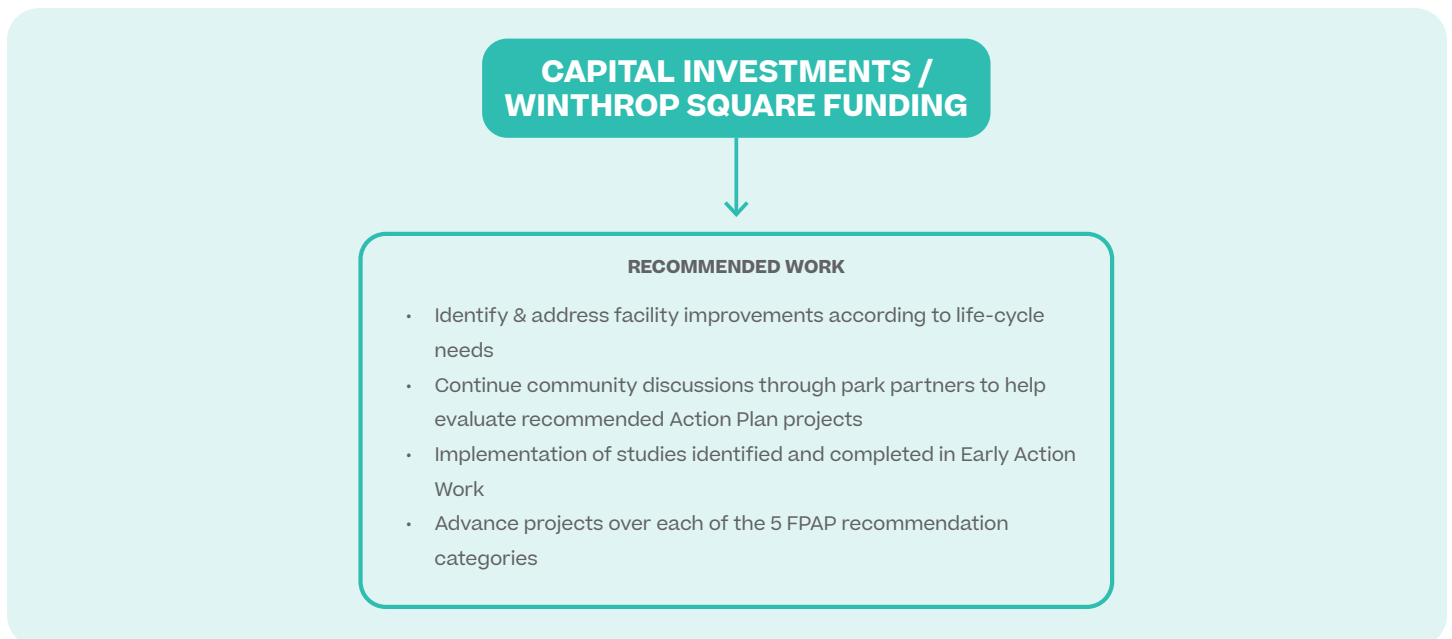 CAPITAL INVESTMENTS /
WINTHROP SQUARE FUNDING
RECOMMENDED WORK
• Identify & address facility improvements according to life-cycle
needs
• Continue community discussions through park partners to help
evaluate recommended Action Plan projects
• Implementation of studies identified and completed in Early Action
Work
• Advance projects over each of the 5 FPAP recommendation
categories